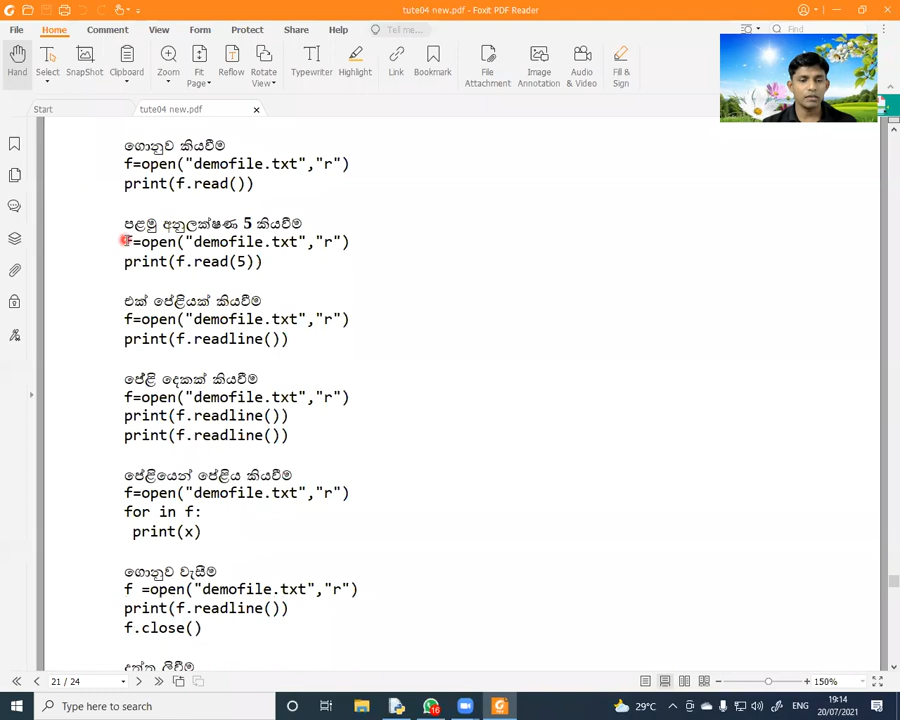 tute04 new.pdf - Foxit PDF Reader
File Home Comment View Form Protect Share Help Tell me... Find
Hand Select SnapShot Clipboard Zoom Fit Page Reflow Rotate View Typewriter Highlight Link Bookmark File Attachment Image Annotation Audio & Video Fill & Sign
Start tute04 new.pdf
ගොනුව කියවීම
f=open("demofile.txt","r")
print(f.read())
පළමු අනුලක්ෂණ 5 කියවීම
f=open("demofile.txt","r")
print(f.read(5))
එක් පේළියක් කියවීම
f=open("demofile.txt","r")
print(f.readline())
පේළි දෙකක් කියවීම
f=open("demofile.txt","r")
print(f.readline())
print(f.readline())
පේළියෙන් පේළිය කියවීම
f=open("demofile.txt","r")
for in f:
print(x)
ගොනුව වැසීම
f =open("demofile.txt","r")
print(f.readline())
f.close()
දත්ත ලිවීම
21 / 24 150%
Type here to search 16 29°C ENG 19:14
20/07/2021